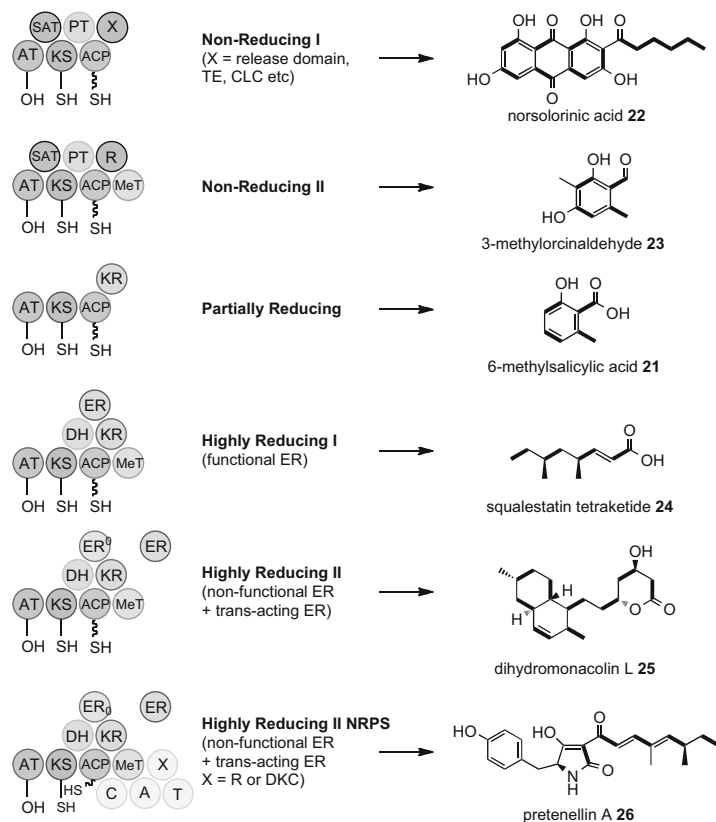 SAT PT X
AT KS ACP
OH SH SH
Non-Reducing I
(X = release domain,
TE, CLC etc)
OH O OH O
HO O OH
norsolorinic acid 22
SAT PT R
AT KS ACP MeT
OH SH SH
Non-Reducing II
OH O
HO
3-methylorcinaldehyde 23
KR
AT KS ACP
OH SH SH
Partially Reducing
OH O
OH
6-methylsalicylic acid 21
ER
DH KR
AT KS ACP MeT
OH SH SH
Highly Reducing I
(functional ER)
O
OH
squalestatin tetraketide 24
ER0 ER
DH KR
AT KS ACP MeT
OH SH SH
Highly Reducing II
(non-functional ER
+ trans-acting ER)
OH
H
H O O
dihydromonacolin L 25
ER0 ER
DH KR
AT KS ACP MeT X
HS C A T
OH SH
Highly Reducing II NRPS
(non-functional ER
+ trans-acting ER
X = R or DKC)
HO HO O
N O
H
pretenellin A 26